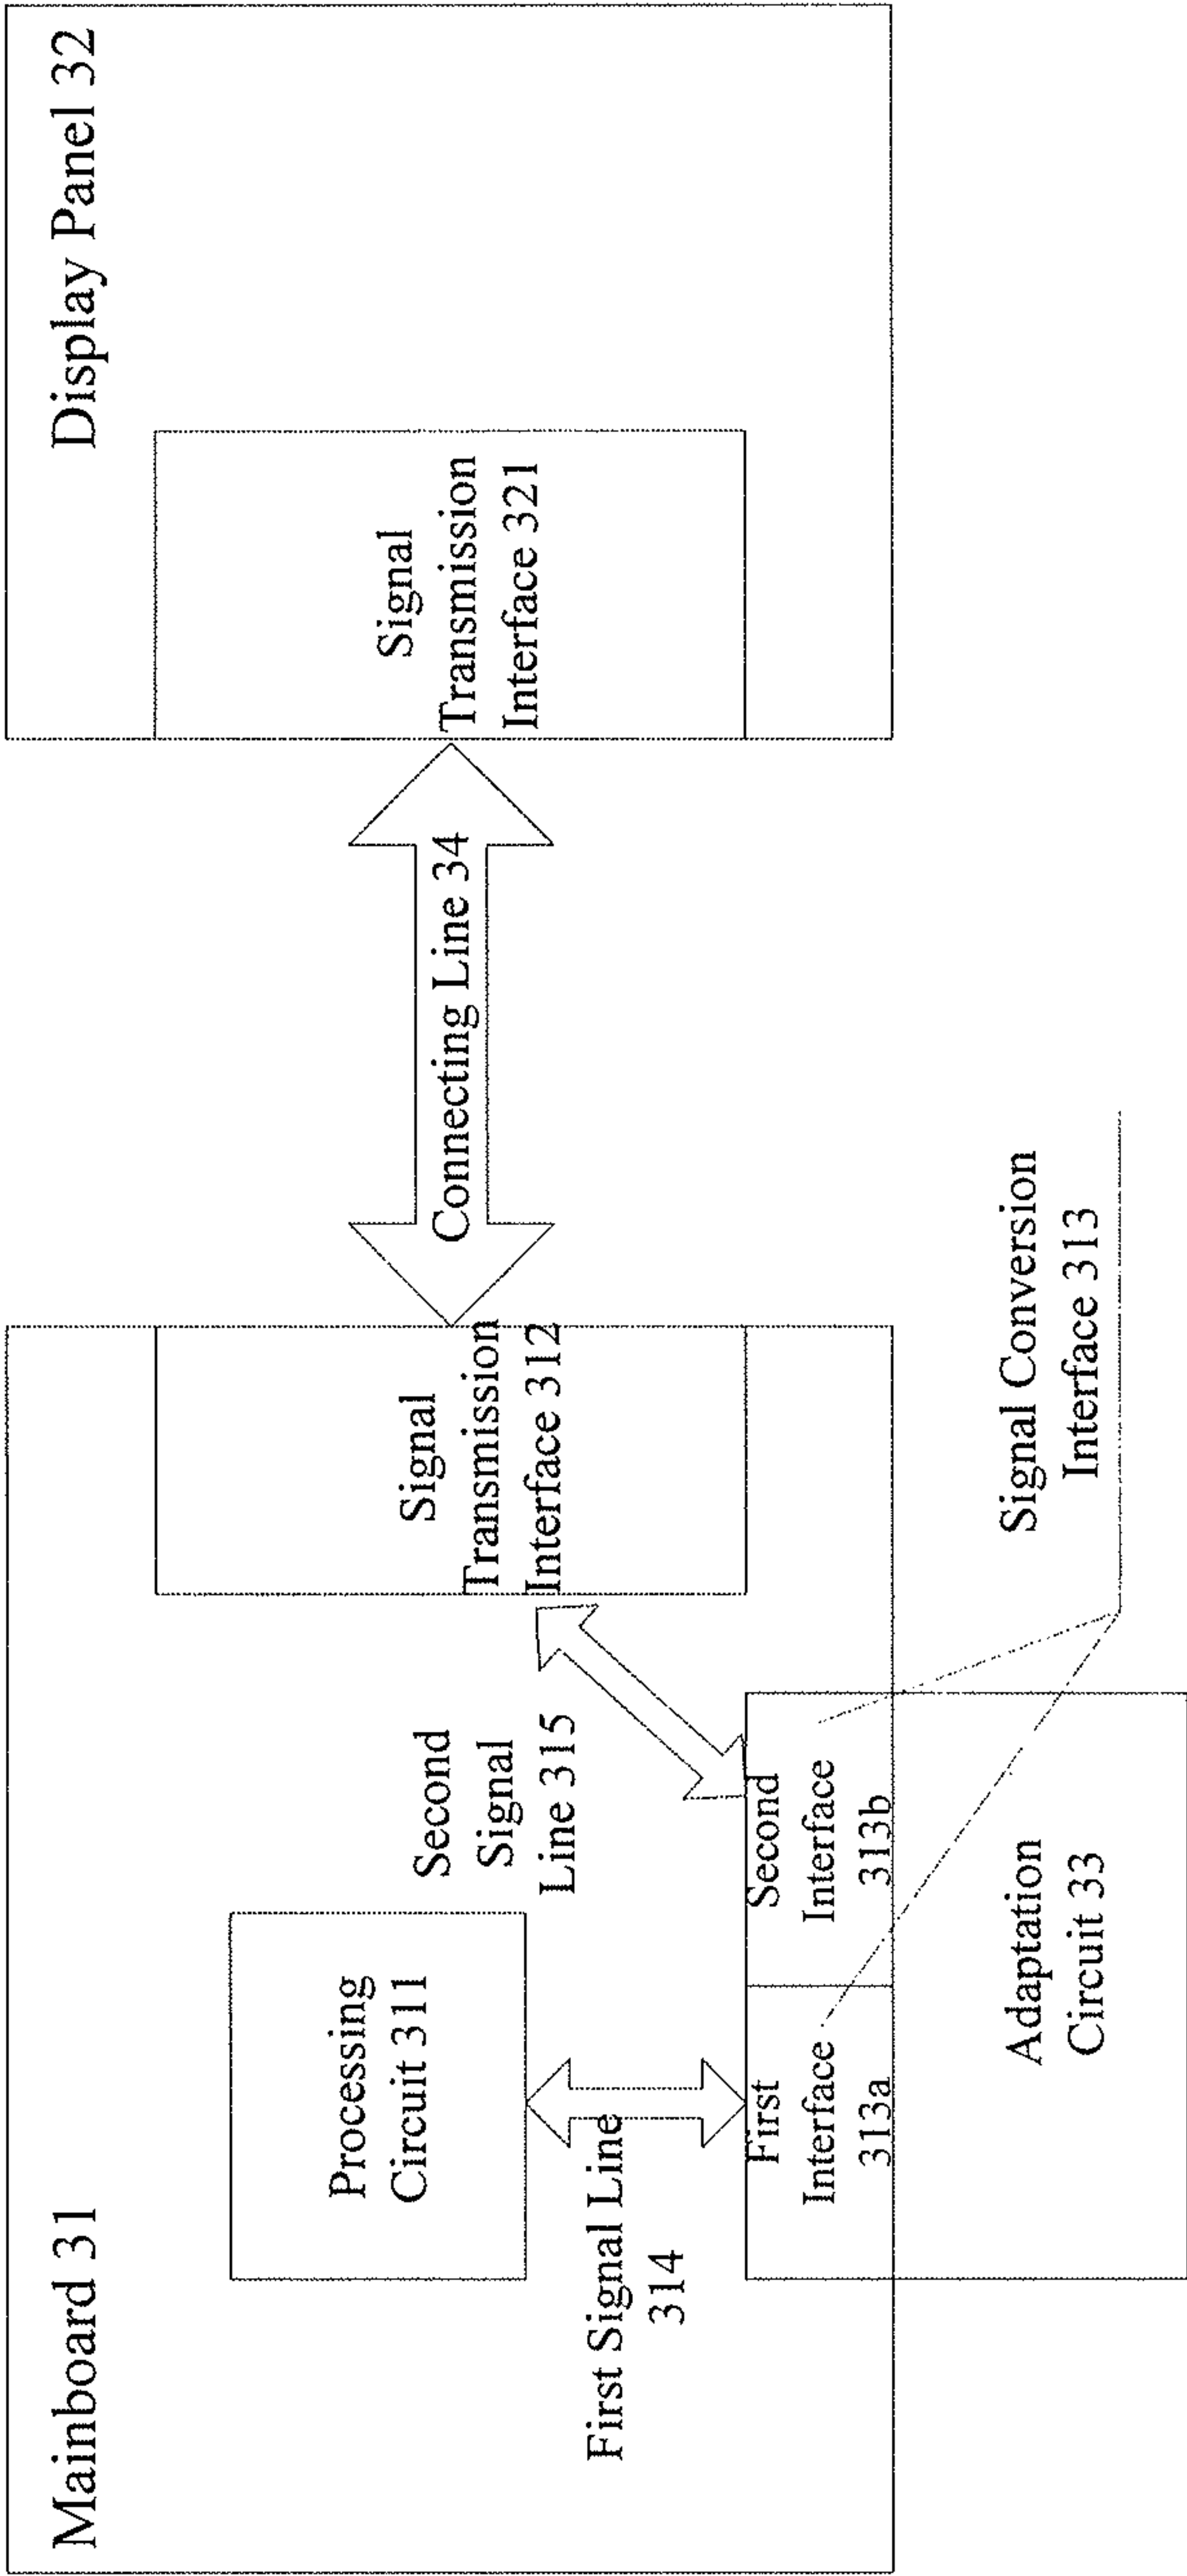 Mainboard 31
Processing
Circuit 311
First Signal Line
314
Second
Signal
Line 315
Signal
Transmission
Interface 312
First
Interface
313a
Second
Interface
313b
Adaptation
Circuit 33
Signal Conversion
Interface 313
Connecting Line 34
Display Panel 32
Signal
Transmission
Interface 321